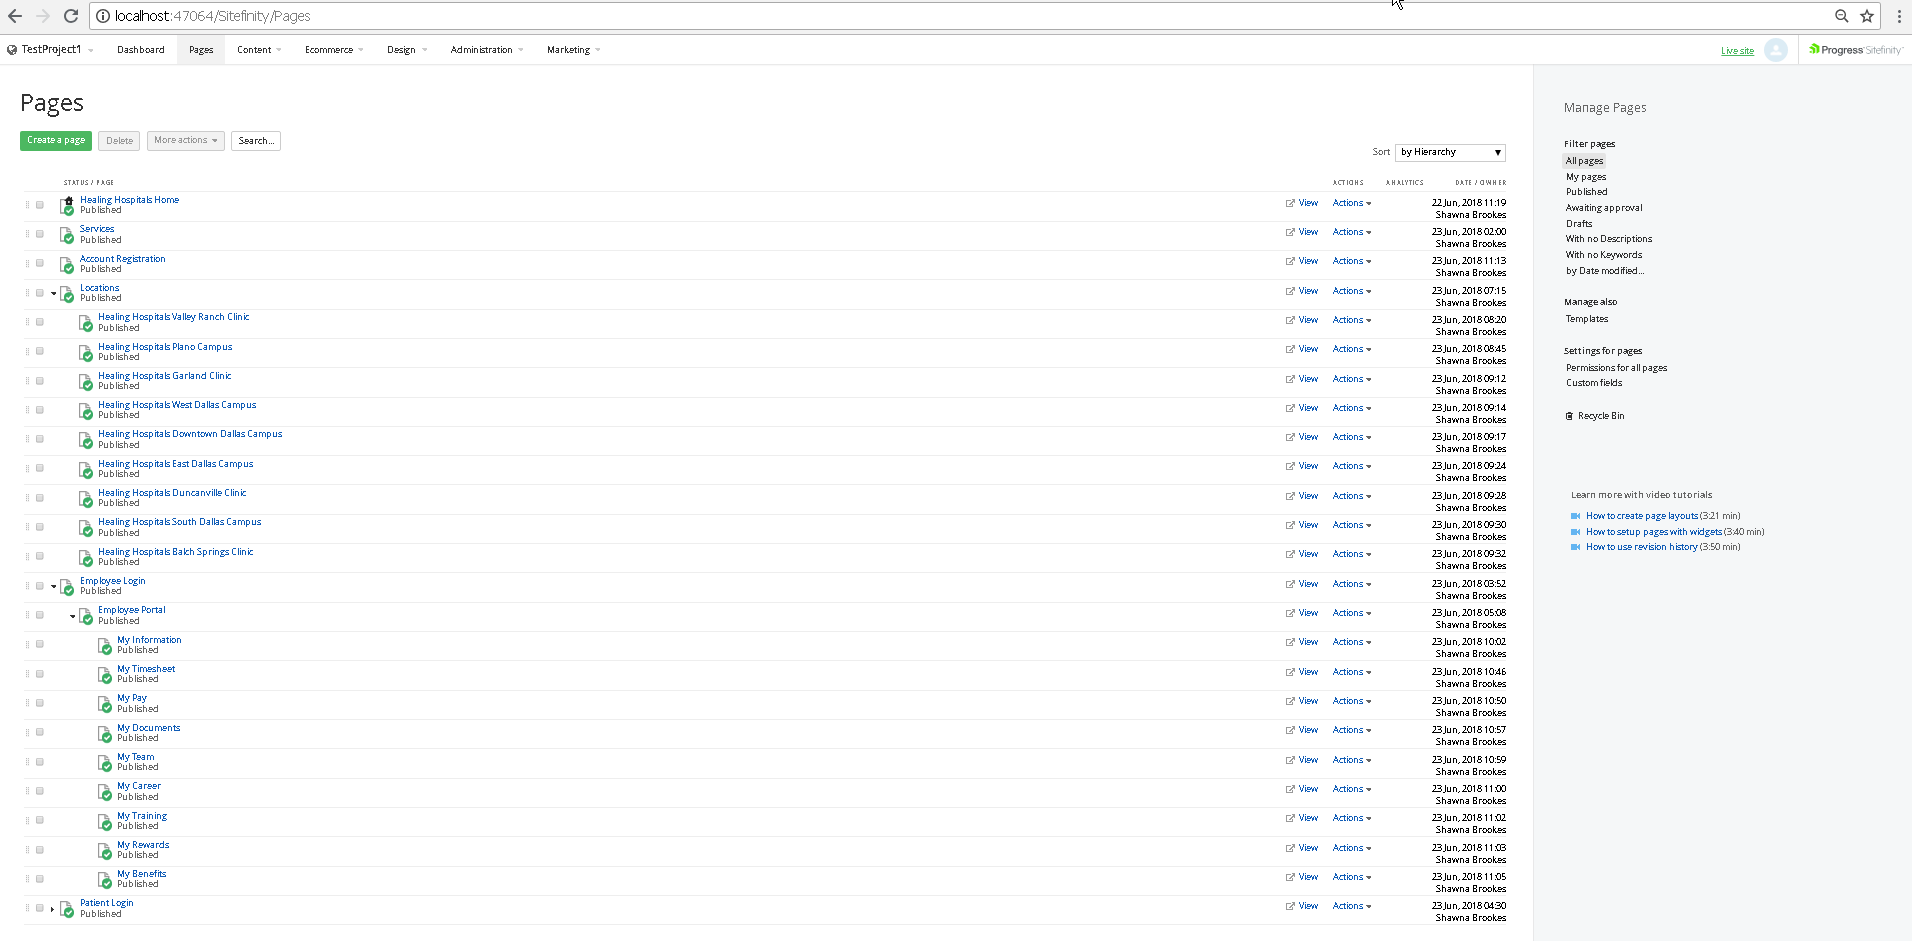 localhost:47064/Sitefinity/Pages
TestProject1 Dashboard Pages Content Ecommerce Design Administration Marketing Live site Progress Sitefinity
Pages
Create a page Delete More actions Search...
Sort by Hierarchy
STATUS / PAGE ACTIONS ANALYTICS DATE / OWNER
Healing Hospitals Home View Actions 22 Jun, 2018 11:19
Published Shawna Brookes
Services View Actions 23 Jun, 2018 02:00
Published Shawna Brookes
Account Registration View Actions 23 Jun, 2018 11:13
Published Shawna Brookes
Locations View Actions 23 Jun, 2018 07:15
Published Shawna Brookes
Healing Hospitals Valley Ranch Clinic View Actions 23 Jun, 2018 08:20
Published Shawna Brookes
Healing Hospitals Plano Campus View Actions 23 Jun, 2018 08:45
Published Shawna Brookes
Healing Hospitals Garland Clinic View Actions 23 Jun, 2018 09:12
Published Shawna Brookes
Healing Hospitals West Dallas Campus View Actions 23 Jun, 2018 09:14
Published Shawna Brookes
Healing Hospitals Downtown Dallas Campus View Actions 23 Jun, 2018 09:17
Published Shawna Brookes
Healing Hospitals East Dallas Campus View Actions 23 Jun, 2018 09:24
Published Shawna Brookes
Healing Hospitals Duncanville Clinic View Actions 23 Jun, 2018 09:28
Published Shawna Brookes
Healing Hospitals South Dallas Campus View Actions 23 Jun, 2018 09:30
Published Shawna Brookes
Healing Hospitals Balch Springs Clinic View Actions 23 Jun, 2018 09:32
Published Shawna Brookes
Employee Login View Actions 23 Jun, 2018 03:52
Published Shawna Brookes
Employee Portal View Actions 23 Jun, 2018 05:08
Published Shawna Brookes
My Information View Actions 23 Jun, 2018 10:02
Published Shawna Brookes
My Timesheet View Actions 23 Jun, 2018 10:46
Published Shawna Brookes
My Pay View Actions 23 Jun, 2018 10:50
Published Shawna Brookes
My Documents View Actions 23 Jun, 2018 10:57
Published Shawna Brookes
My Team View Actions 23 Jun, 2018 10:59
Published Shawna Brookes
My Career View Actions 23 Jun, 2018 11:00
Published Shawna Brookes
My Training View Actions 23 Jun, 2018 11:02
Published Shawna Brookes
My Rewards View Actions 23 Jun, 2018 11:03
Published Shawna Brookes
My Benefits View Actions 23 Jun, 2018 11:05
Published Shawna Brookes
Patient Login View Actions 23 Jun, 2018 04:30
Published Shawna Brookes
Manage Pages
Filter pages
All pages
My pages
Published
Awaiting approval
Drafts
With no Descriptions
With no Keywords
by Date modified...
Manage also
Templates
Settings for pages
Permissions for all pages
Custom fields
Recycle Bin
Learn more with video tutorials
How to create page layouts (3:21 min)
How to setup pages with widgets (3:40 min)
How to use revision history (3:50 min)